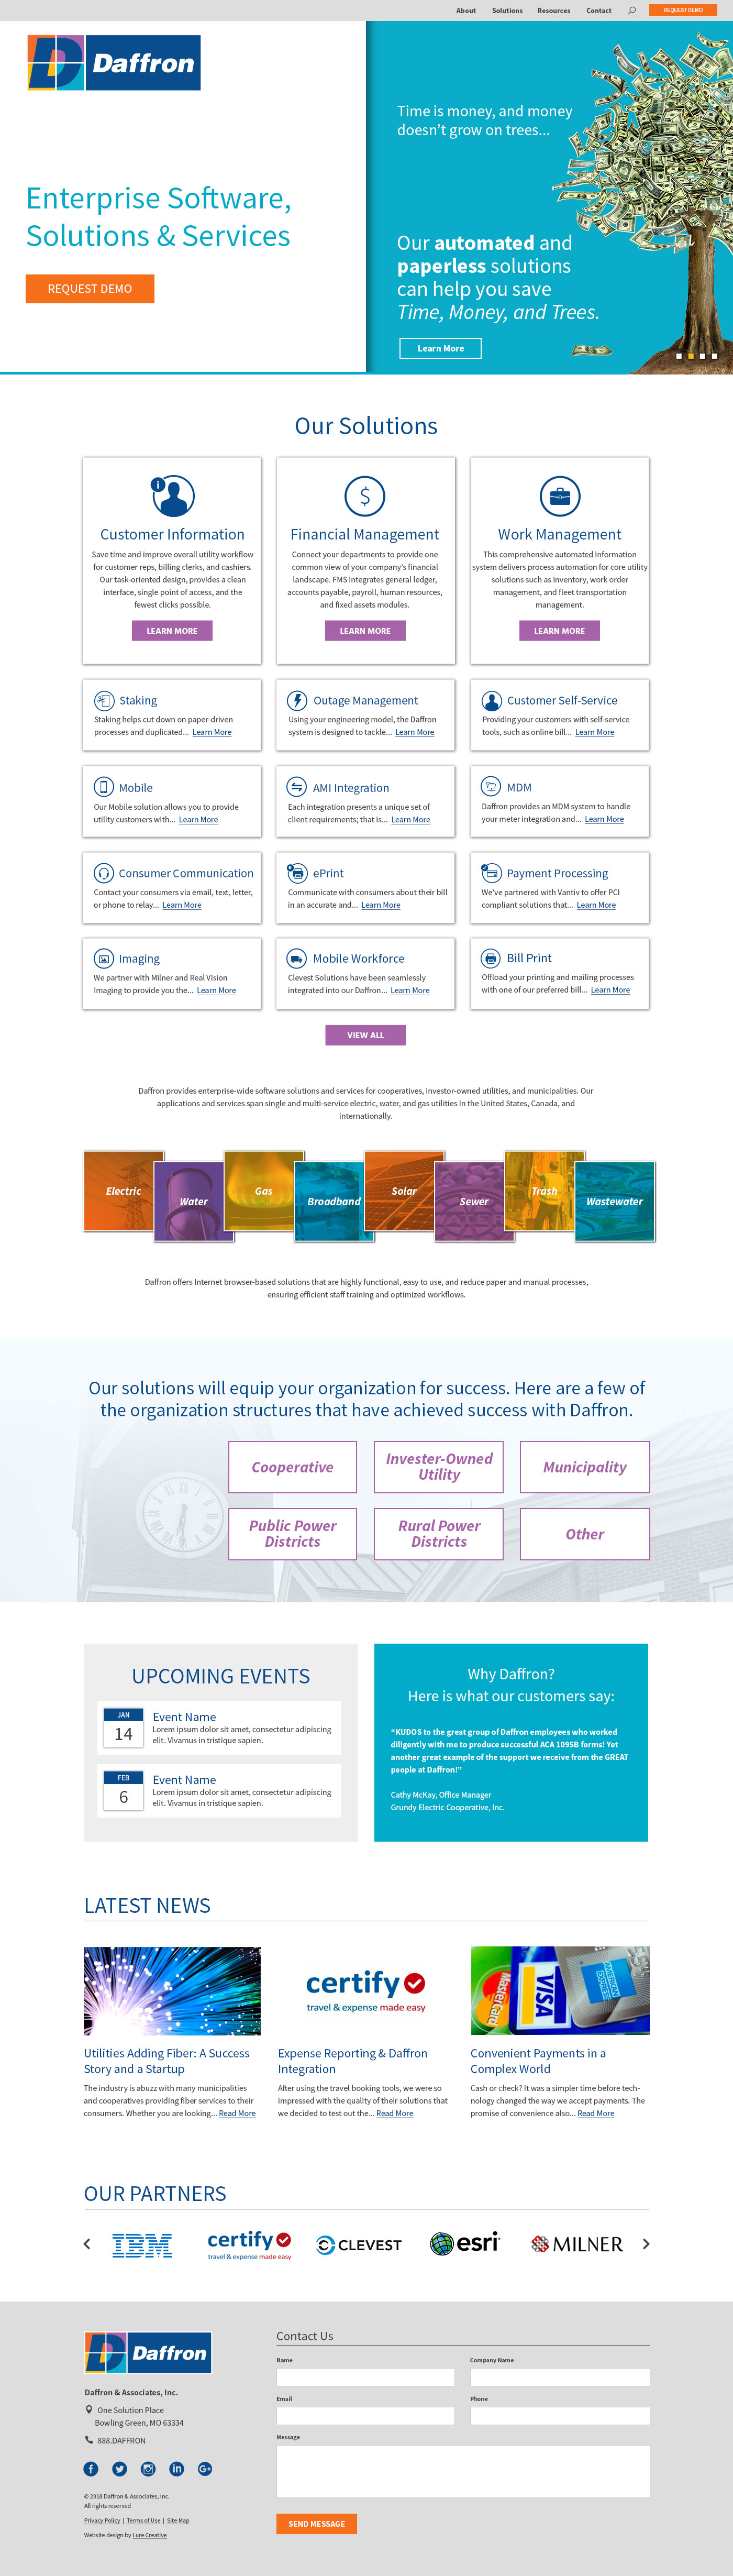 About Solutions Resources Contact REQUEST DEMO
Daffron
Enterprise Software,
Solutions & Services
REQUEST DEMO
Time is money, and money
doesn't grow on trees...
Our automated and
paperless solutions
can help you save
Time, Money, and Trees.
Learn More
Our Solutions
Customer Information
Save time and improve overall utility workflow
for customer reps, billing clerks, and cashiers.
Our task-oriented design, provides a clean
interface, single point of access, and the
fewest clicks possible.
LEARN MORE
Financial Management
Connect your departments to provide one
common view of your company's financial
landscape. FMS integrates general ledger,
accounts payable, payroll, human resources,
and fixed assets modules.
LEARN MORE
Work Management
This comprehensive automated information
system delivers process automation for core utility
solutions such as inventory, work order
management, and fleet transportation
management.
LEARN MORE
Staking
Staking helps cut down on paper-driven
processes and duplicated... Learn More
Outage Management
Using your engineering model, the Daffron
system is designed to tackle... Learn More
Customer Self-Service
Providing your customers with self-service
tools, such as online bill... Learn More
Mobile
Our Mobile solution allows you to provide
utility customers with... Learn More
AMI Integration
Each integration presents a unique set of
client requirements; that is... Learn More
MDM
Daffron provides an MDM system to handle
your meter integration and... Learn More
Consumer Communication
Contact your consumers via email, text, letter,
or phone to relay... Learn More
ePrint
Communicate with consumers about their bill
in an accurate and... Learn More
Payment Processing
We've partnered with Vantiv to offer PCI
compliant solutions that... Learn More
Imaging
We partner with Milner and Real Vision
Imaging to provide you the... Learn More
Mobile Workforce
Clevest Solutions have been seamlessly
integrated into our Daffron... Learn More
Bill Print
Offload your printing and mailing processes
with one of our preferred bill... Learn More
VIEW ALL
Daffron provides enterprise-wide software solutions and services for cooperatives, investor-owned utilities, and municipalities. Our
applications and services span single and multi-service electric, water, and gas utilities in the United States, Canada, and
internationally.
Electric
Water
Gas
Broadband
Solar
Sewer
Trash
Wastewater
Daffron offers Internet browser-based solutions that are highly functional, easy to use, and reduce paper and manual processes,
ensuring efficient staff training and optimized workflows.
Our solutions will equip your organization for success. Here are a few of
the organization structures that have achieved success with Daffron.
Cooperative
Invester-Owned
Utility
Municipality
Public Power
Districts
Rural Power
Districts
Other
UPCOMING EVENTS
JAN
14
Event Name
Lorem ipsum dolor sit amet, consectetur adipiscing
elit. Vivamus in tristique sapien.
FEB
6
Event Name
Lorem ipsum dolor sit amet, consectetur adipiscing
elit. Vivamus in tristique sapien.
Why Daffron?
Here is what our customers say:
“KUDOS to the great group of Daffron employees who worked
diligently with me to produce successful ACA 1095B forms! Yet
another great example of the support we receive from the GREAT
people at Daffron!”
Cathy McKay, Office Manager
Grundy Electric Cooperative, Inc.
LATEST NEWS
certify
travel & expense made easy
MasterCard
VISA
AMERICAN EXPRESS
Utilities Adding Fiber: A Success
Story and a Startup
The industry is abuzz with many municipalities
and cooperatives providing fiber services to their
consumers. Whether you are looking... Read More
Expense Reporting & Daffron
Integration
After using the travel booking tools, we were so
impressed with the quality of their solutions that
we decided to test out the... Read More
Convenient Payments in a
Complex World
Cash or check? It was a simpler time before tech-
nology changed the way we accept payments. The
promise of convenience also... Read More
OUR PARTNERS
IBM
certify
travel & expense made easy
CLEVEST
esri
MILNER
Daffron
Daffron & Associates, Inc.
One Solution Place
Bowling Green, MO 63334
888.DAFFRON
© 2018 Daffron & Associates, Inc.
All rights reserved
Privacy Policy | Terms of Use | Site Map
Website design by Lure Creative
Contact Us
Name
Company Name
Email
Phone
Message
SEND MESSAGE